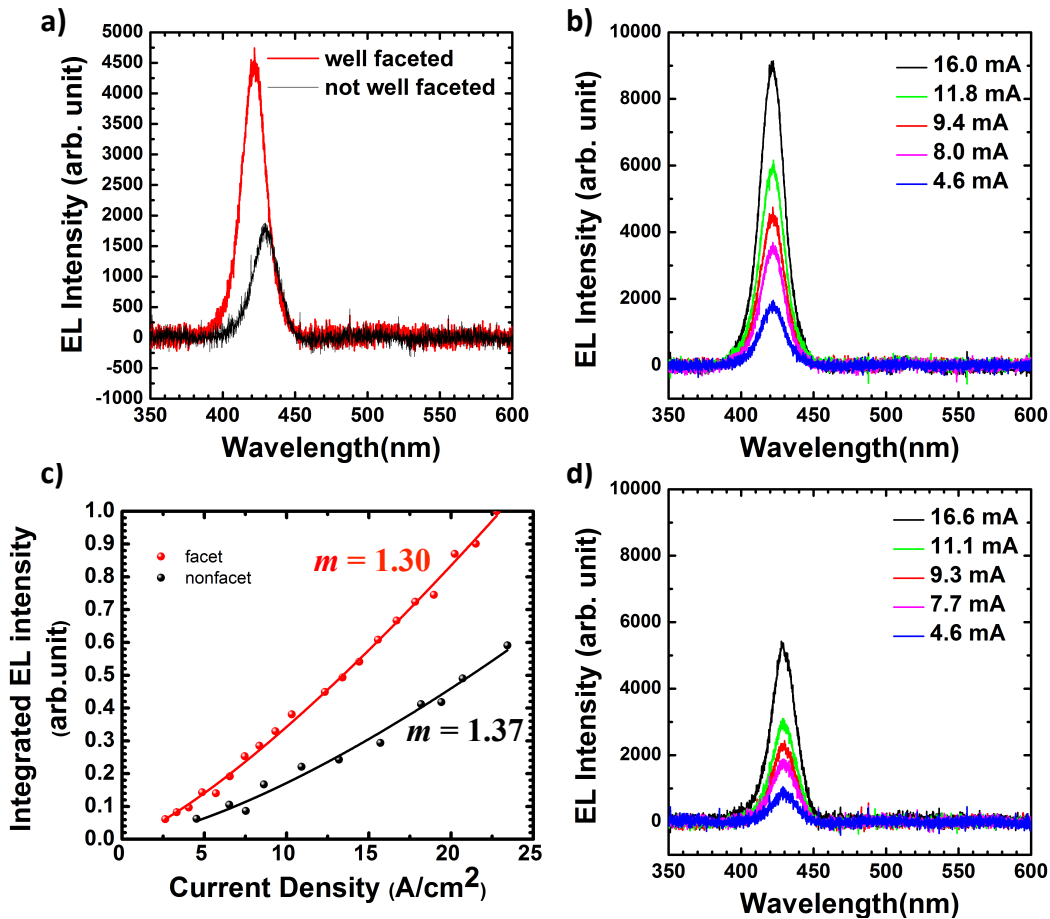 a)
5000
4500
4000
3500
3000
2500
2000
1500
1000
500
0
-500
-1000
EL Intensity (arb. unit)
well faceted
not well faceted
350 400 450 500 550 600
Wavelength(nm)
b)
10000
8000
6000
4000
2000
0
EL Intensity (arb. unit)
16.0 mA
11.8 mA
9.4 mA
8.0 mA
4.6 mA
350 400 450 500 550 600
Wavelength(nm)
c)
1.0
0.9
0.8
0.7
0.6
0.5
0.4
0.3
0.2
0.1
0.0
Integrated EL intensity
(arb.unit)
facet
nonfacet
m = 1.30
m = 1.37
0 5 10 15 20 25
Current Density (A/cm2)
d)
10000
8000
6000
4000
2000
0
EL Intensity (arb. unit)
16.6 mA
11.1 mA
9.3 mA
7.7 mA
4.6 mA
350 400 450 500 550 600
Wavelength(nm)